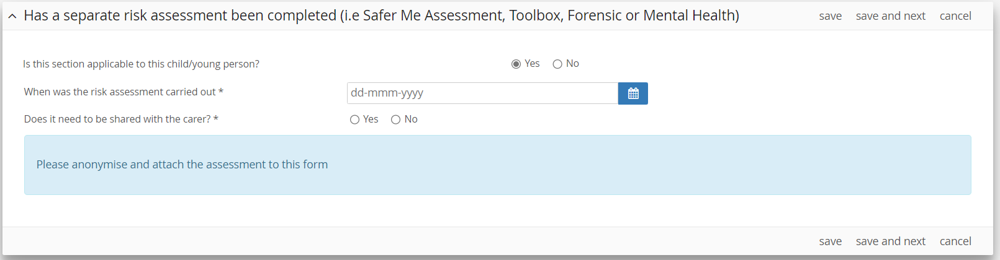 Has a separate risk assessment been completed (i.e Safer Me Assessment, Toolbox, Forensic or Mental Health) save save and next cancel
Is this section applicable to this child/young person? Yes No
When was the risk assessment carried out * dd-mmm-yyyy
Does it need to be shared with the carer? * Yes No
Please anonymise and attach the assessment to this form
save save and next cancel